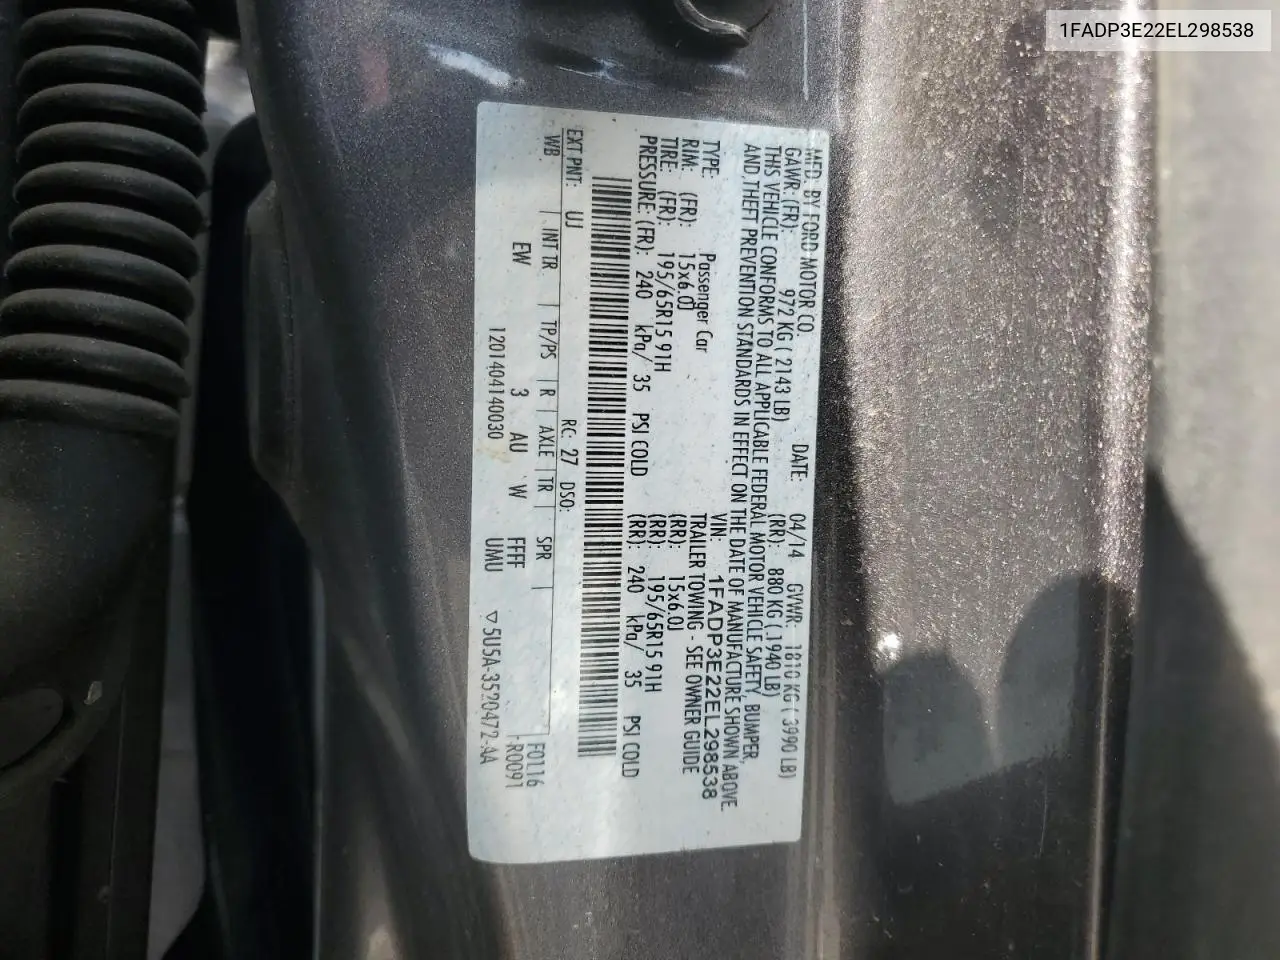 1FADP3E22EL298538
MFD. BY FORD MOTOR CO.
DATE: 04/14 GVWR: 1810 KG ( 3990 LB)
GAWR: (FR): 972 KG ( 2143 LB) (RR): 880 KG ( 1940 LB)
THIS VEHICLE CONFORMS TO ALL APPLICABLE FEDERAL MOTOR VEHICLE SAFETY, BUMPER,
AND THEFT PREVENTION STANDARDS IN EFFECT ON THE DATE OF MANUFACTURE SHOWN ABOVE.
VIN: 1FADP3E22EL298538
TYPE: Passenger Car TRAILER TOWING - SEE OWNER GUIDE
RIM: (FR): 15x6.0J (RR): 15x6.0J
TIRE: (FR): 195/65R15 91H (RR): 195/65R15 91H
PRESSURE: (FR): 240 kPa/ 35 PSI COLD (RR): 240 kPa/ 35 PSI COLD
EXT PNT: UJ RC: 27 DSO:
WB: | INT TR | TP/PS | R | AXLE | TR | SPR | F0116
EW 3 AU W FFFF -R0091
1201404140030 UMU ▽5U5A-3520472-AA